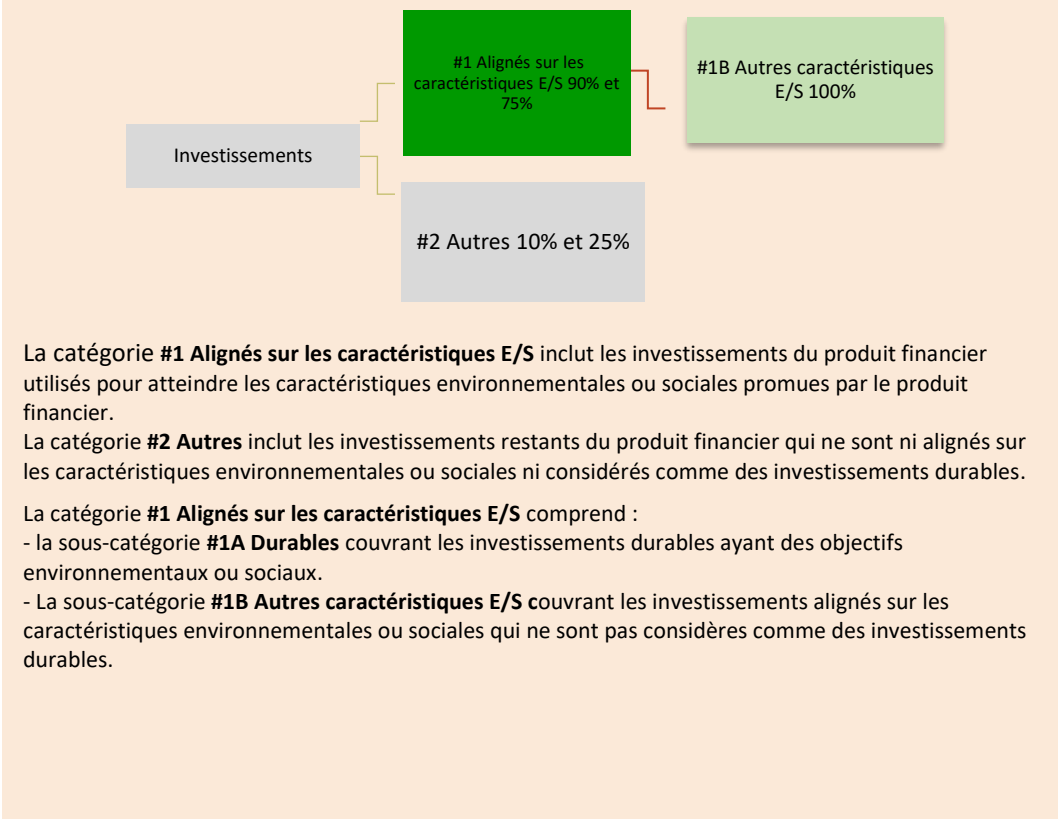 #1 Alignés sur les
caractéristiques E/S 90% et
75%
#1B Autres caractéristiques
E/S 100%
Investissements
#2 Autres 10% et 25%
La catégorie #1 Alignés sur les caractéristiques E/S inclut les investissements du produit financier
utilisés pour atteindre les caractéristiques environnementales ou sociales promues par le produit
financier.
La catégorie #2 Autres inclut les investissements restants du produit financier qui ne sont ni alignés sur
les caractéristiques environnementales ou sociales ni considérés comme des investissements durables.
La catégorie #1 Alignés sur les caractéristiques E/S comprend :
- la sous-catégorie #1A Durables couvrant les investissements durables ayant des objectifs
environnementaux ou sociaux.
- La sous-catégorie #1B Autres caractéristiques E/S couvrant les investissements alignés sur les
caractéristiques environnementales ou sociales qui ne sont pas considères comme des investissements
durables.